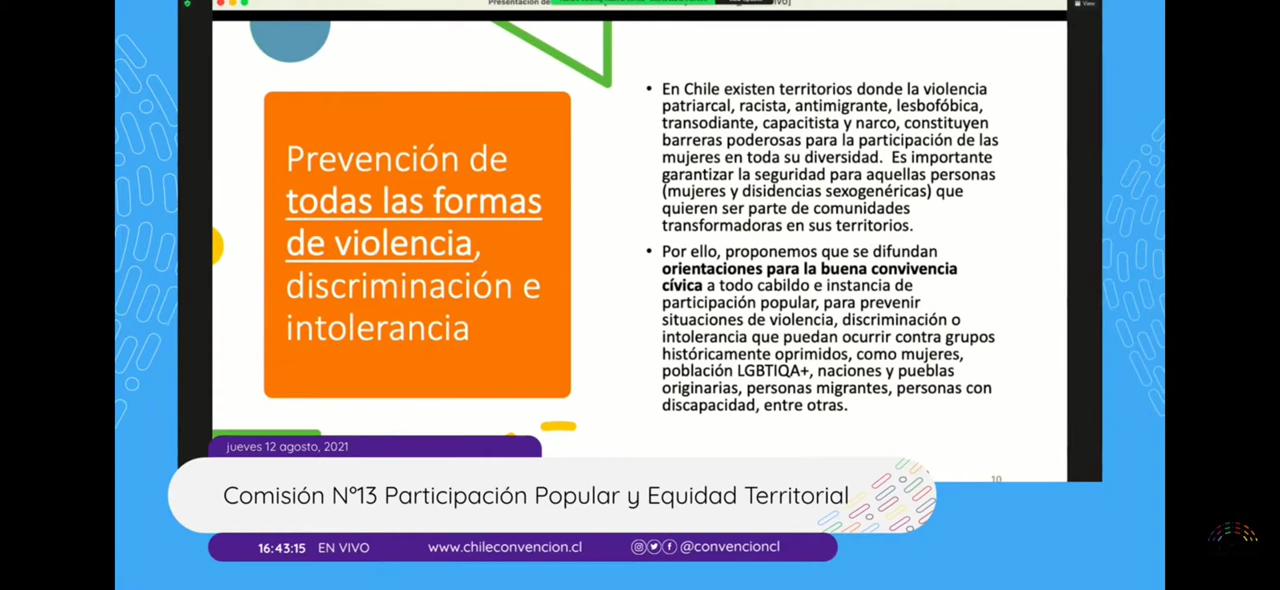 Presentación de
View
Prevención de
todas las formas
de violencia,
discriminación e
intolerancia
• En Chile existen territorios donde la violencia
patriarcal, racista, antimigrante, lesbofóbica,
transodiante, capacitista y narco, constituyen
barreras poderosas para la participación de las
mujeres en toda su diversidad. Es importante
garantizar la seguridad para aquellas personas
(mujeres y disidencias sexogenéricas) que
quieren ser parte de comunidades
transformadoras en sus territorios.
• Por ello, proponemos que se difundan
orientaciones para la buena convivencia
cívica a todo cabildo e instancia de
participación popular, para prevenir
situaciones de violencia, discriminación o
intolerancia que puedan ocurrir contra grupos
históricamente oprimidos, como mujeres,
población LGBTIQA+, naciones y pueblas
originarias, personas migrantes, personas con
discapacidad, entre otras.
10
jueves 12 agosto, 2021
Comisión N°13 Participación Popular y Equidad Territorial
16:43:15 EN VIVO www.chileconvencion.cl @convencioncl